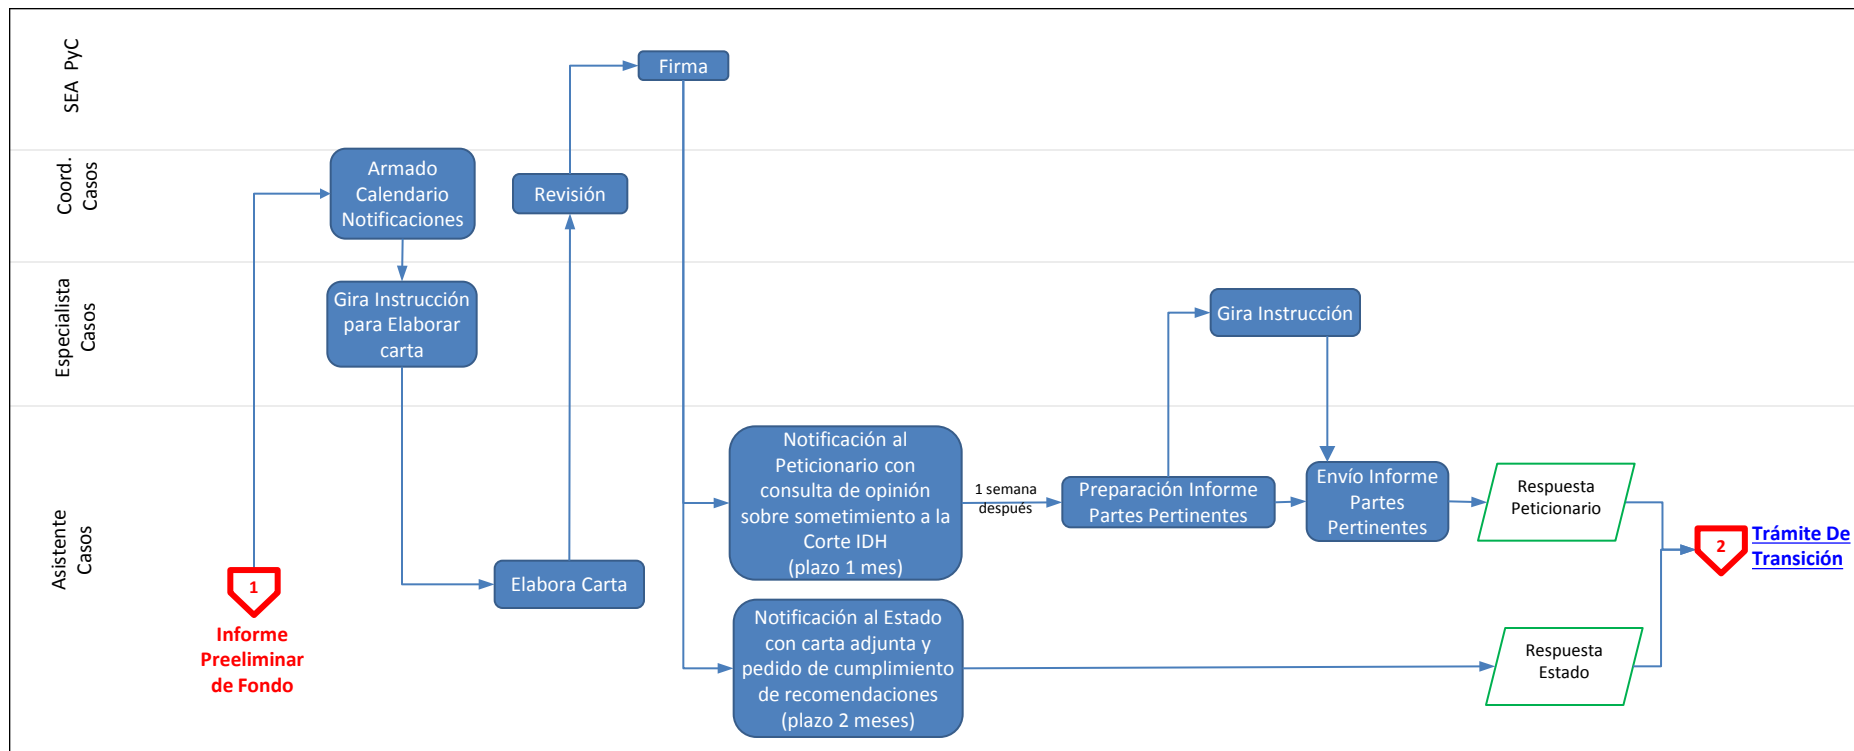 SEA PyC
Firma
Coord.
Casos
Armado
Calendario
Notificaciones
Revisión
Especialista
Casos
Gira Instrucción
para Elaborar
carta
Gira Instrucción
Asistente
Casos
1
Informe
Preeliminar
de Fondo
Elabora Carta
Notificación al
Peticionario con
consulta de opinión
sobre sometimiento a la
Corte IDH
(plazo 1 mes)
1 semana
después
Preparación Informe
Partes Pertinentes
Envío Informe
Partes
Pertinentes
Respuesta
Peticionario
Notificación al Estado
con carta adjunta y
pedido de cumplimiento
de recomendaciones
(plazo 2 meses)
Respuesta
Estado
2
Trámite De
Transición